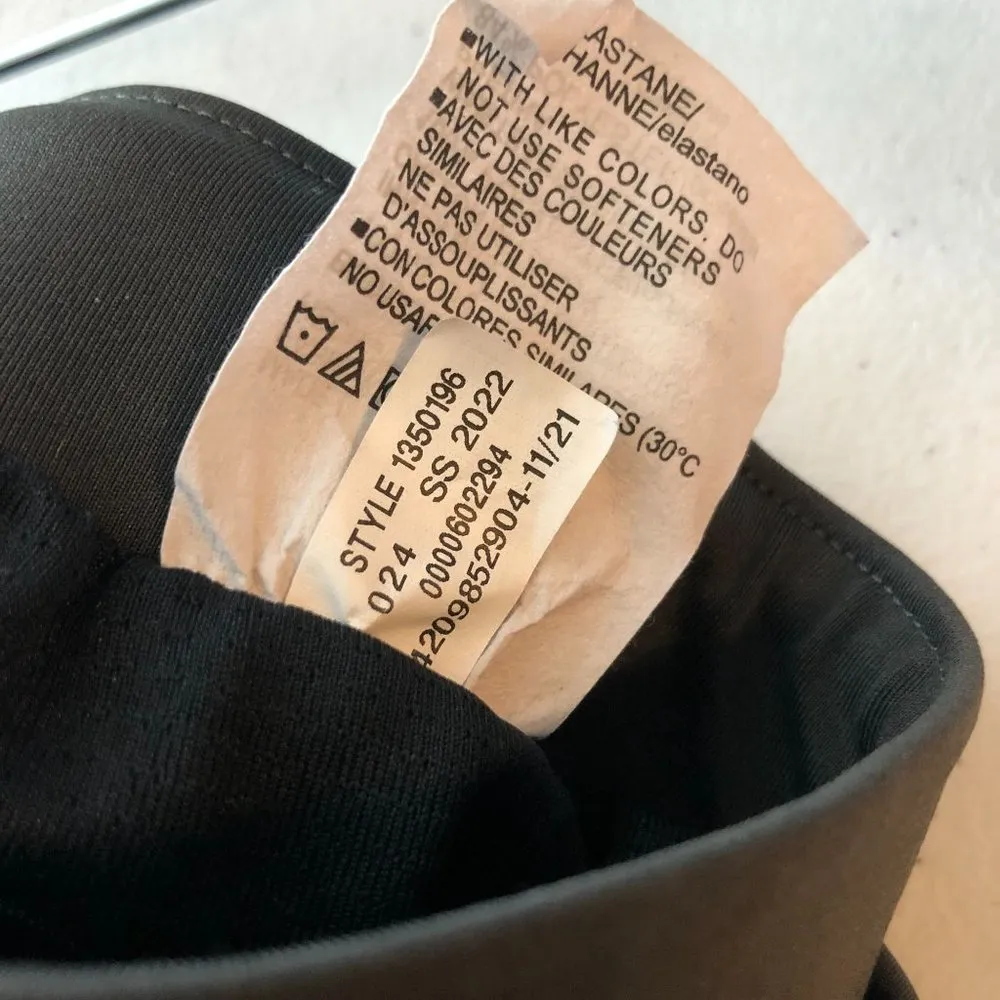 ASTANE/
HANNE/elastano
■WITH LIKE COLORS. DO
NOT USE SOFTENERS
■AVEC DES COULEURS
SIMILAIRES
NE PAS UTILISER
D'ASSOUPLISSANTS
■CON COLORES SIMILARES (30°C
NO USAR
STYLE 1350196
SS 2022
024
0000602294
4209852904-11/21